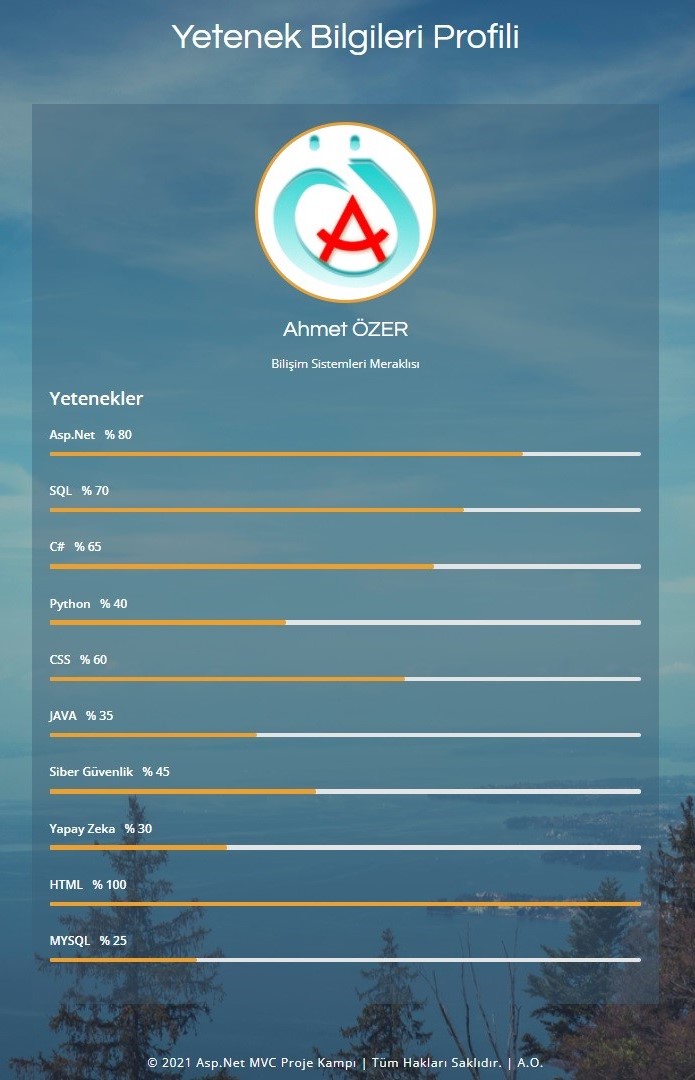 Yetenek Bilgileri Profili
Ö
A
Ahmet ÖZER
Bilişim Sistemleri Meraklısı
Yetenekler
Asp.Net % 80
SQL % 70
C# % 65
Python % 40
CSS % 60
JAVA % 35
Siber Güvenlik % 45
Yapay Zeka % 30
HTML % 100
MYSQL % 25
© 2021 Asp.Net MVC Proje Kampı | Tüm Hakları Saklıdır. | A.O.